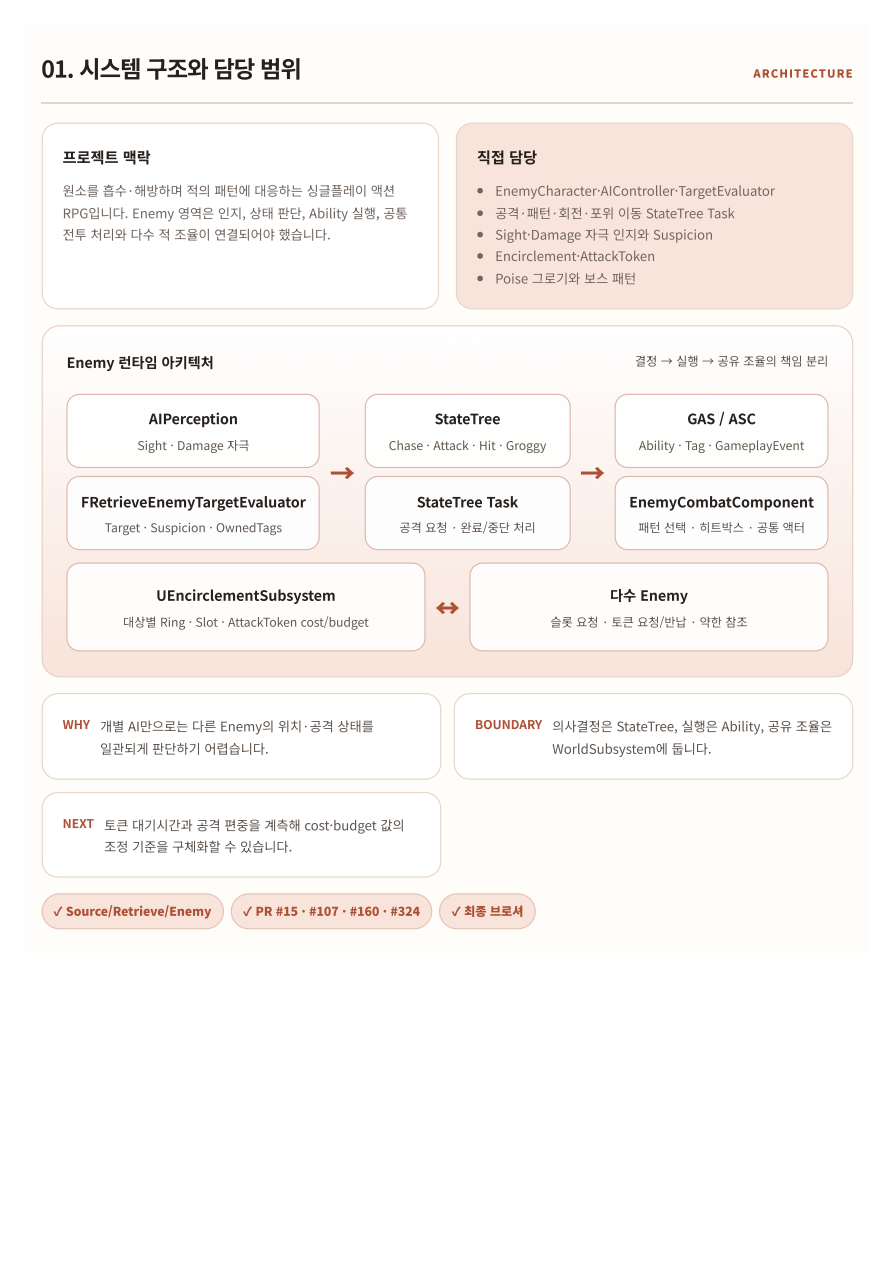 01. 시스템 구조와 담당 범위
ARCHITECTURE
프로젝트 맥락
원소를 흡수·해방하며 적의 패턴에 대응하는 싱글플레이 액션
RPG입니다. Enemy 영역은 인지, 상태 판단, Ability 실행, 공통
전투 처리와 다수 적 조율이 연결되어야 했습니다.
직접 담당
• EnemyCharacter·AIController·TargetEvaluator
• 공격·패턴·회전·포위 이동 StateTree Task
• Sight·Damage 자극 인지와 Suspicion
• Encirclement·AttackToken
• Poise 그로기와 보스 패턴
Enemy 런타임 아키텍처
결정 → 실행 → 공유 조율의 책임 분리
AIPerception
Sight · Damage 자극
FRetrieveEnemyTargetEvaluator
Target · Suspicion · OwnedTags
→
StateTree
Chase · Attack · Hit · Groggy
StateTree Task
공격 요청 · 완료/중단 처리
→
GAS / ASC
Ability · Tag · GameplayEvent
EnemyCombatComponent
패턴 선택 · 히트박스 · 공통 액터
UEncirclementSubsystem
대상별 Ring · Slot · AttackToken cost/budget
↔
다수 Enemy
슬롯 요청 · 토큰 요청/반납 · 약한 참조
WHY 개별 AI만으로는 다른 Enemy의 위치·공격 상태를
일관되게 판단하기 어렵습니다.
BOUNDARY 의사결정은 StateTree, 실행은 Ability, 공유 조율은
WorldSubsystem에 둡니다.
NEXT 토큰 대기시간과 공격 편중을 계측해 cost·budget 값의
조정 기준을 구체화할 수 있습니다.
✓ Source/Retrieve/Enemy
✓ PR #15 · #107 · #160 · #324
✓ 최종 브로셔